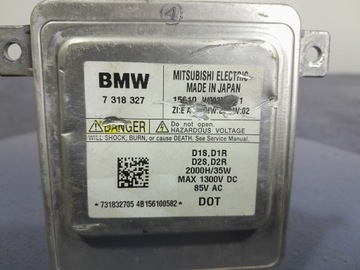 4
BMW
7 318 327
MITSUBISHI ELECTRIC
MADE IN JAPAN
15610
DANGER
Do not open.
HAZARDOUS VOLTAGE
WILL SHOCK, BURN, or cause DEATH. See Service Manual.
D1S,D1R
D2S,D2R
2000H/35W
MAX 1300V DC
85V AC
*731832705 4B156100582*
DOT